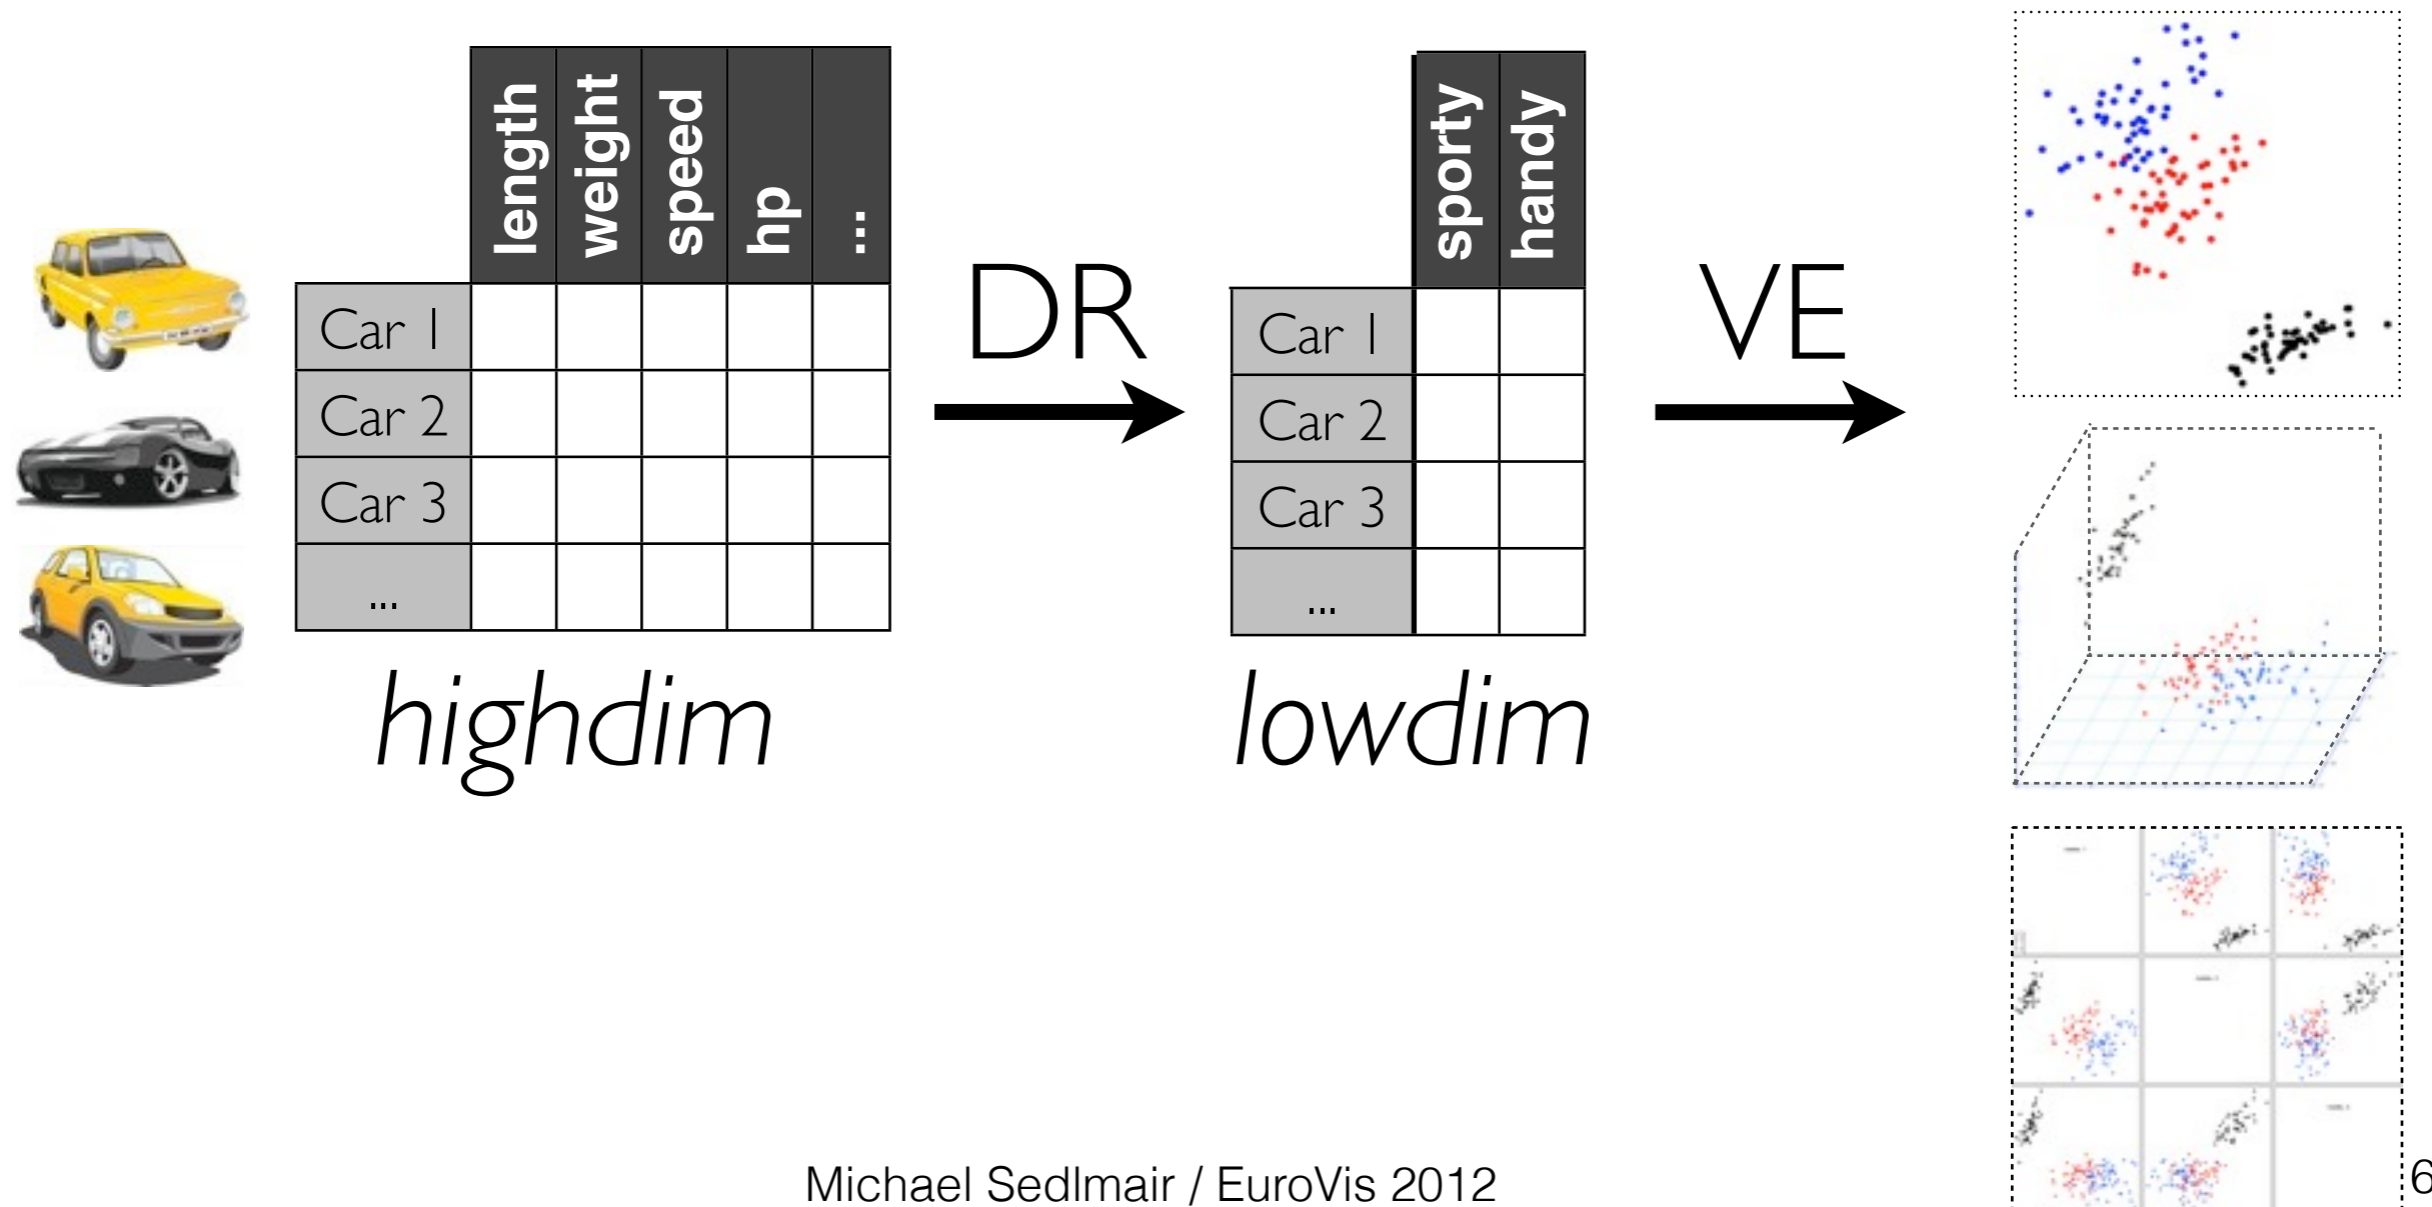 length
weight
speed
hp
...
Car 1
Car 2
Car 3
...
highdim
DR
sporty
handy
Car 1
Car 2
Car 3
...
lowdim
VE
Michael Sedlmair / EuroVis 2012
6